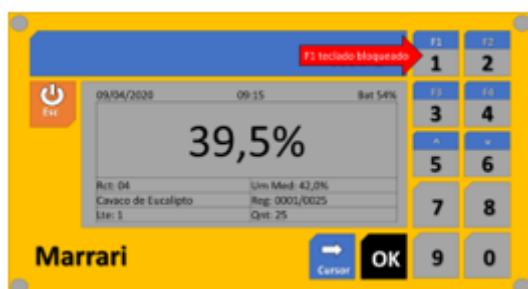 F1 teclado bloqueado
F1 F2
1 2
Esc
09/04/2020 09:15 Bat 54%
F3 F4
3 4
39,5%
^ v
5 6
Rct: 04 Um Med: 42,0%
Cavaco de Eucalipto Reg: 0001/0025
Lte: 1 Qnt: 25
7 8
Marrari
Cursor
OK
9 0